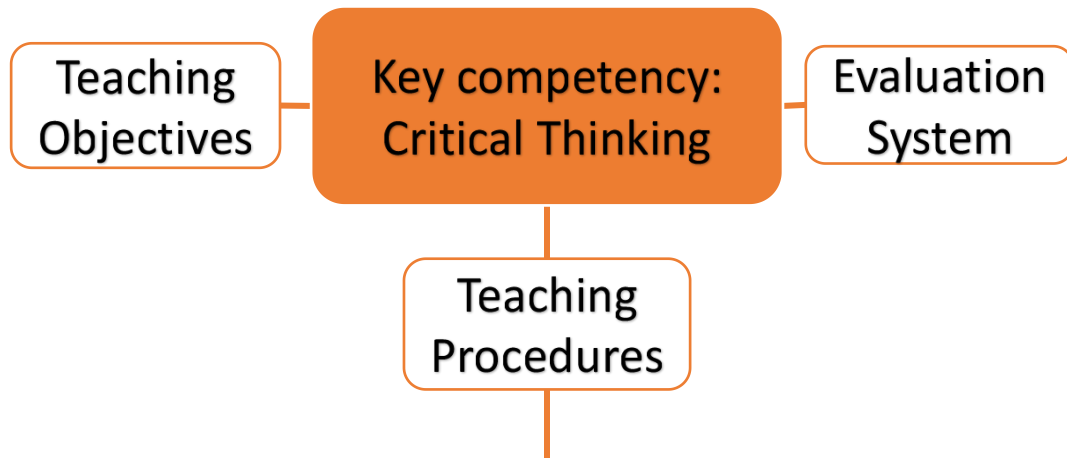 Teaching
Objectives
Key competency:
Critical Thinking
Evaluation
System
Teaching
Procedures